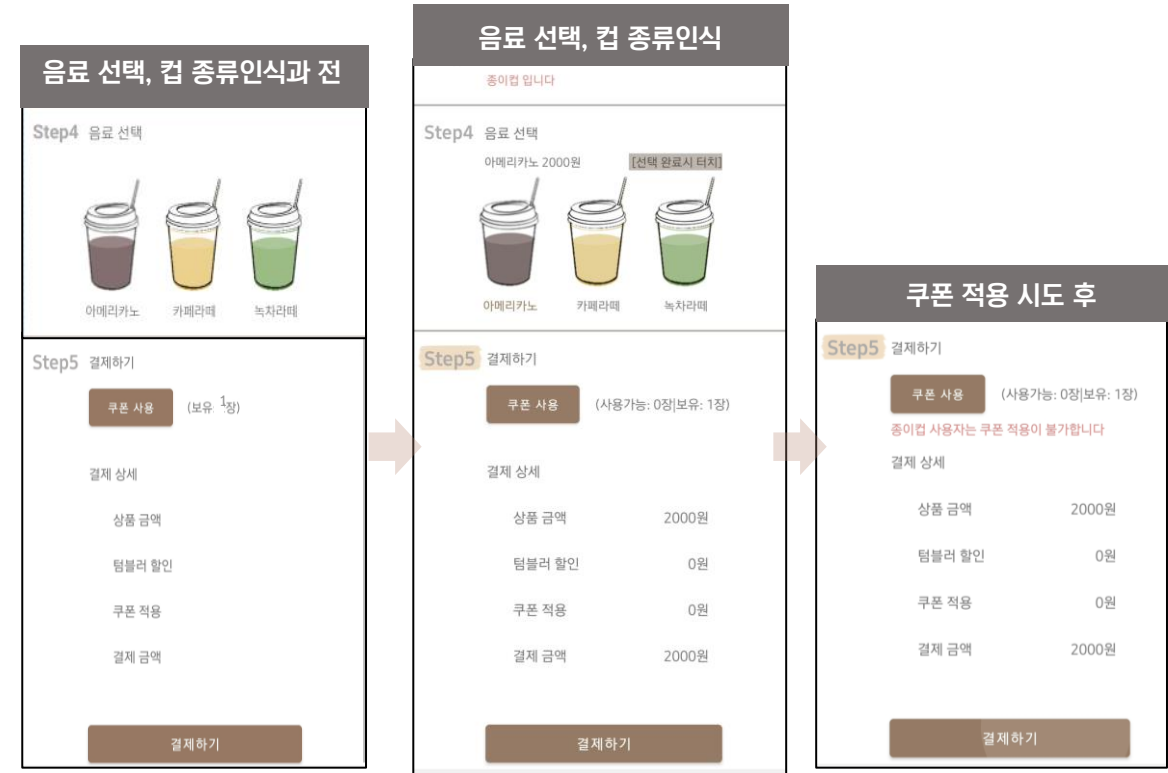 음료 선택, 컵 종류인식과 전
Step4 음료 선택
아메리카노 카페라떼 녹차라떼
Step5 결제하기
쿠폰 사용 (보유: 1장)
결제 상세
상품 금액
텀블러 할인
쿠폰 적용
결제 금액
결제하기
음료 선택, 컵 종류인식
종이컵 입니다
Step4 음료 선택
아메리카노 2000원 [선택 완료시 터치]
아메리카노 카페라떼 녹차라떼
Step5 결제하기
쿠폰 사용 (사용가능: 0장|보유: 1장)
결제 상세
상품 금액 2000원
텀블러 할인 0원
쿠폰 적용 0원
결제 금액 2000원
결제하기
쿠폰 적용 시도 후
Step5 결제하기
쿠폰 사용 (사용가능: 0장|보유: 1장)
종이컵 사용자는 쿠폰 적용이 불가합니다
결제 상세
상품 금액 2000원
텀블러 할인 0원
쿠폰 적용 0원
결제 금액 2000원
결제하기